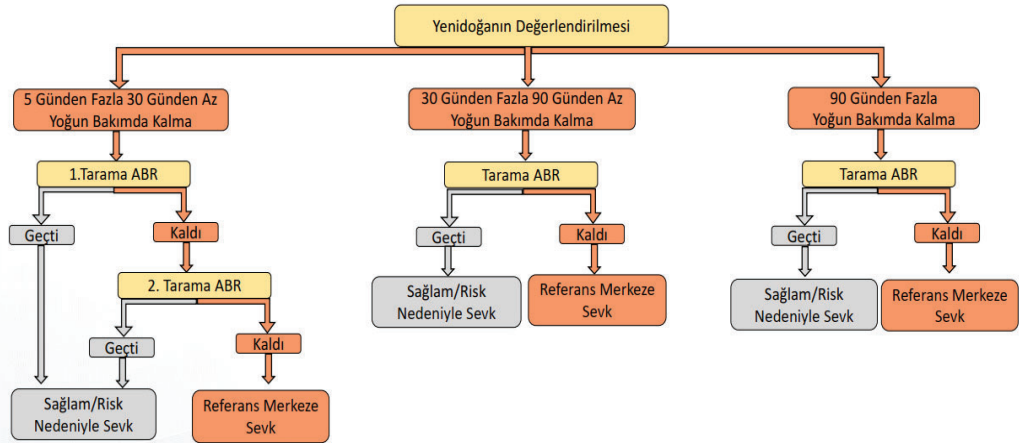 Yenidoğanın Değerlendirilmesi
5 Günden Fazla 30 Günden Az
Yoğun Bakımda Kalma
1.Tarama ABR
Geçti
Kaldı
2. Tarama ABR
Geçti
Kaldı
Sağlam/Risk
Nedeniyle Sevk
Referans Merkeze
Sevk
30 Günden Fazla 90 Günden Az
Yoğun Bakımda Kalma
Tarama ABR
Geçti
Kaldı
Sağlam/Risk
Nedeniyle Sevk
Referans Merkeze
Sevk
90 Günden Fazla
Yoğun Bakımda Kalma
Tarama ABR
Geçti
Kaldı
Sağlam/Risk
Nedeniyle Sevk
Referans Merkeze
Sevk